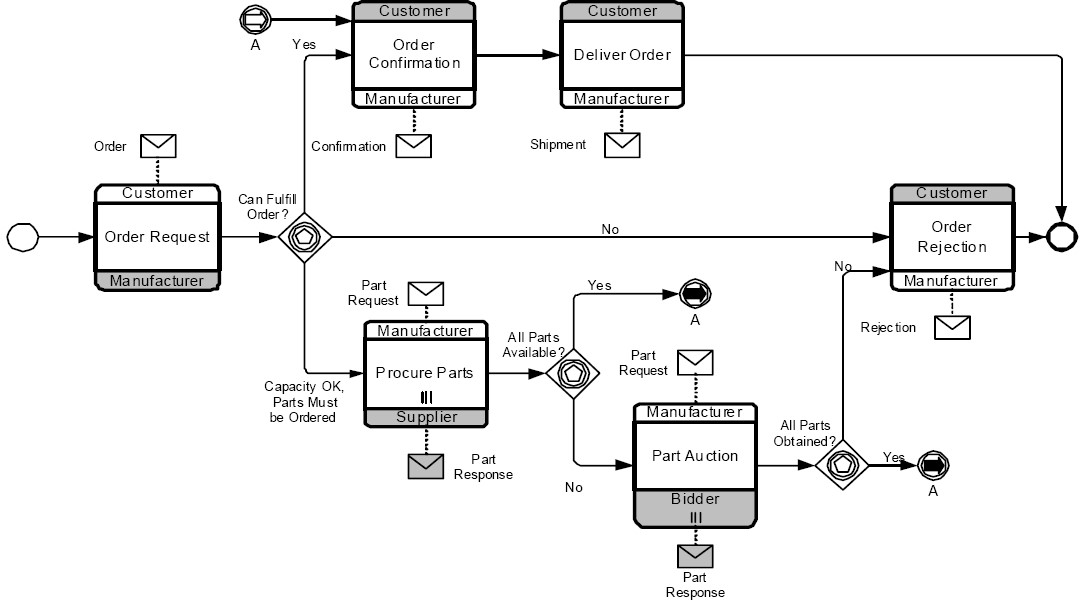 Customer
Customer
A
Yes
Order
Confirmation
Deliver Order
Manufacturer
Manufacturer
Order
Confirmation
Shipment
Customer
Order Request
Manufacturer
Can Fulfill
Order?
No
Customer
Order
Rejection
Manufacturer
Part
Request
Yes
A
No
Rejection
Manufacturer
Procure Parts
Supplier
All Parts
Available?
Capacity OK,
Parts Must
be Ordered
Part
Response
Part
Request
No
Manufacturer
Part Auction
Bidder
All Parts
Obtained?
Yes
A
Part
Response